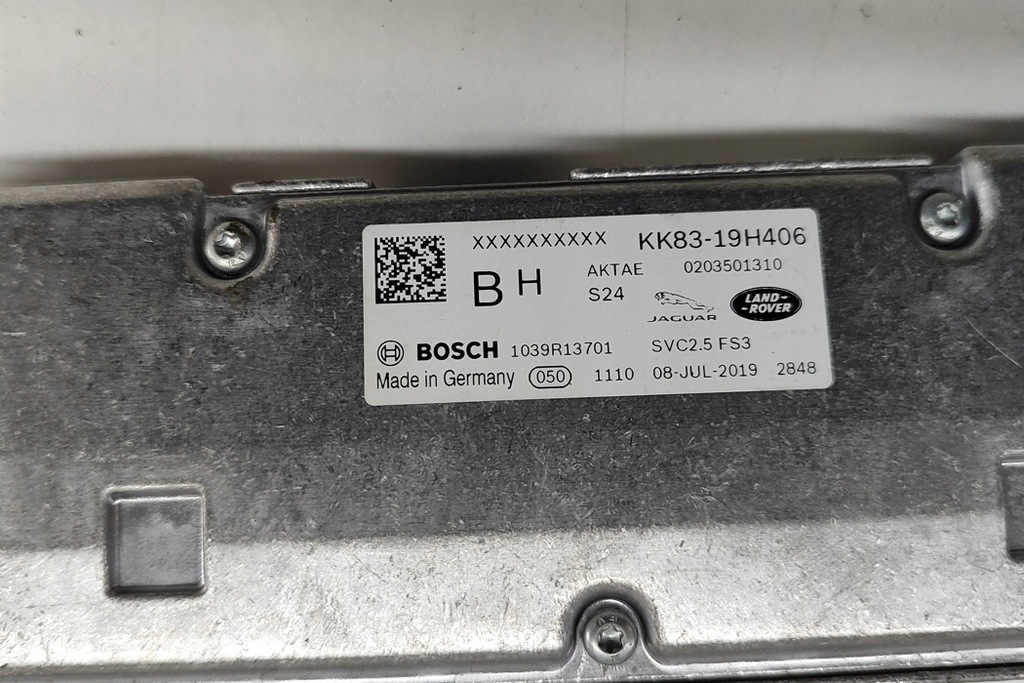 XXXXXXXXXX KK83-19H406
B H AKTAE 0203501310
S24 JAGUAR LAND-ROVER
BOSCH 1039R13701 SVC2.5 FS3
Made in Germany 050 1110 08-JUL-2019 2848